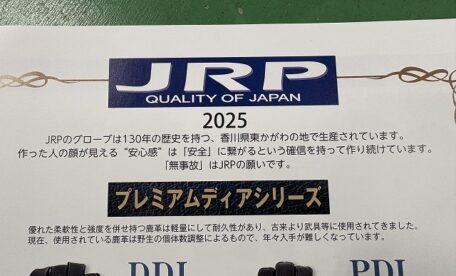 JRP
QUALITY OF JAPAN
2025
JRPのグローブは130年の歴史を持つ、香川県東かがわの地で生産されています。
作った人の顔が見える“安心感”は「安全」に繋がるという確信を持って作り続けています。
「無事故」はJRPの願いです。
プレミアムディアシリーズ
優れた柔軟性と強度を併せ持つ鹿革は軽量にして耐久性があり、古来より武具等に使用されてきました。
現在、使用されている鹿革は野生の個体数調整によるもので、年々入手が難しくなっています。